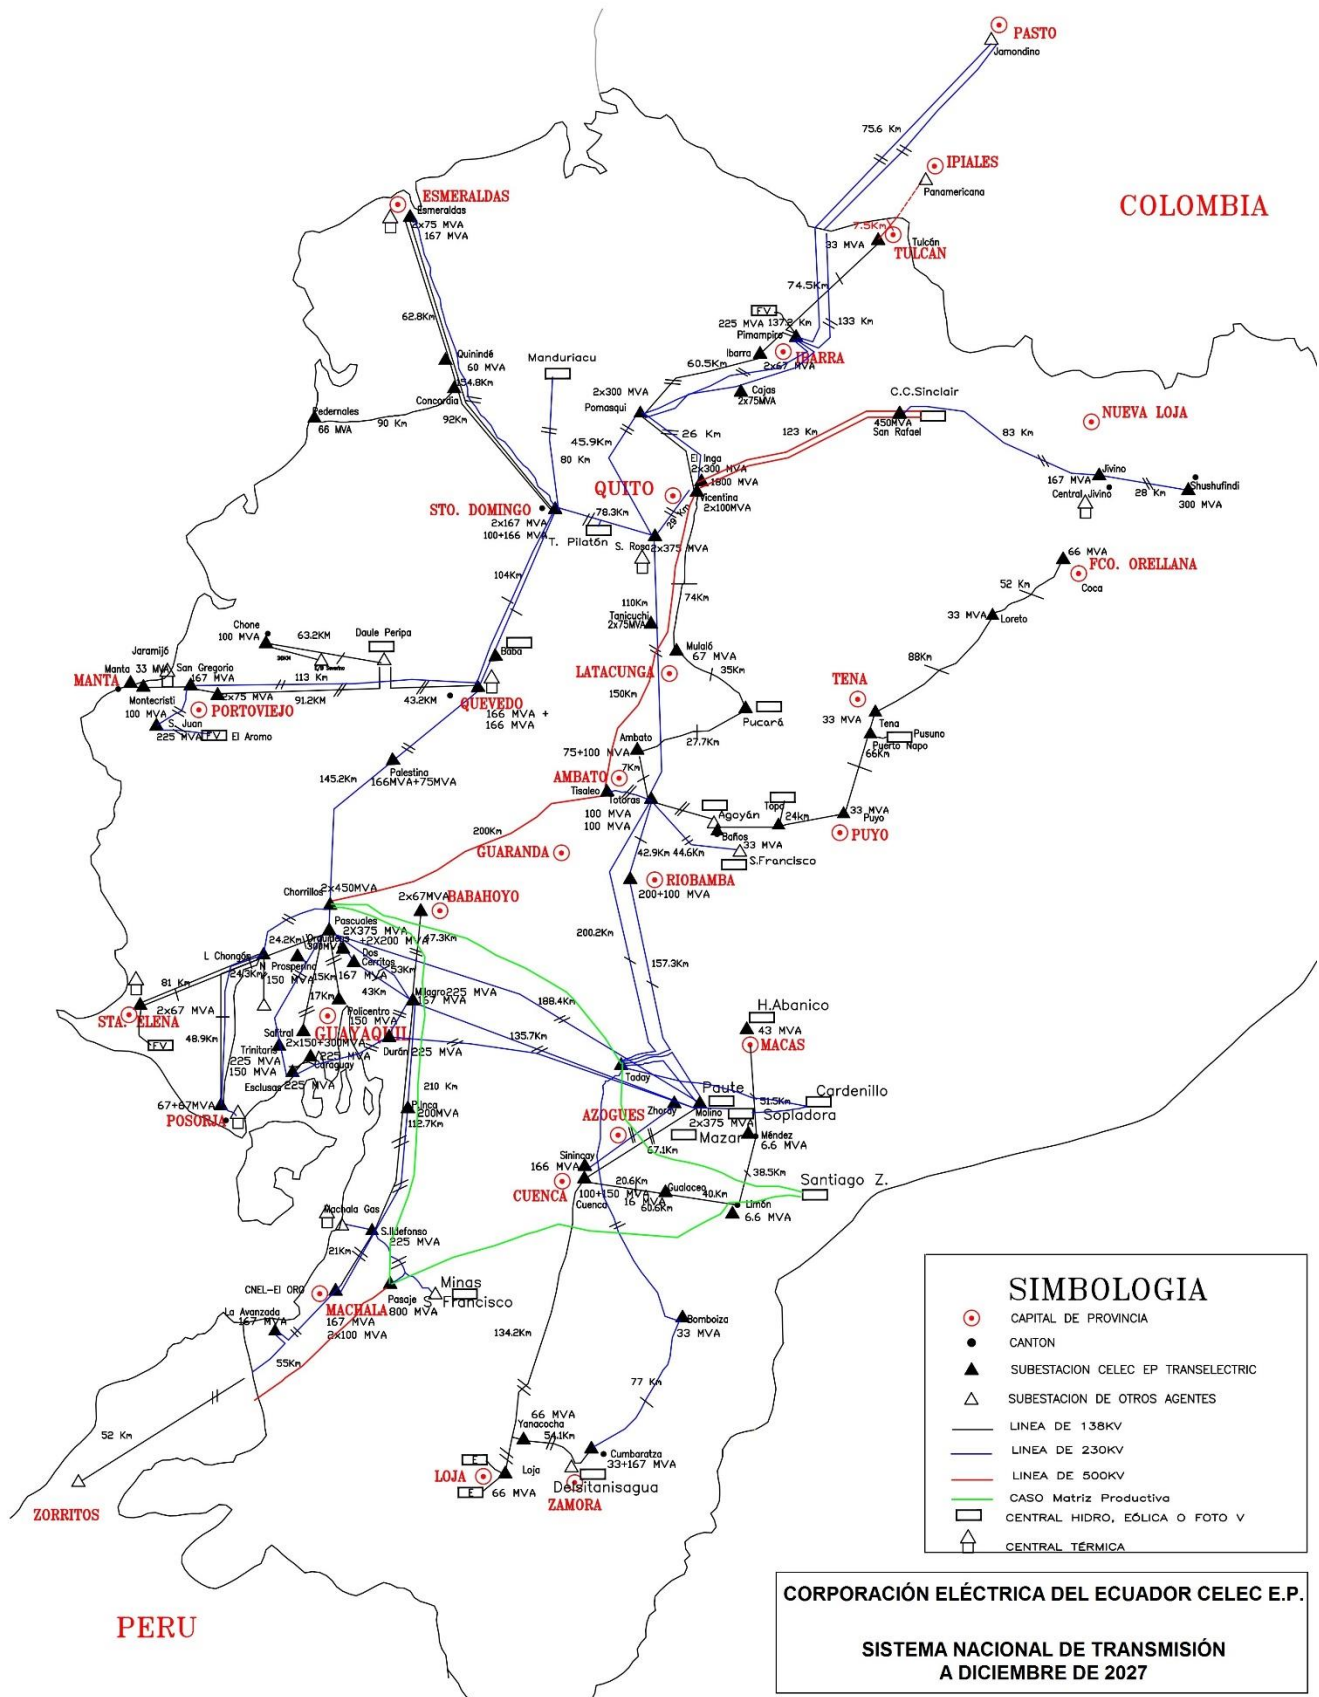 PASTO
Jamondino
75.6 Km
IPIALES
Panamericana
COLOMBIA
ESMERALDAS
Esmeraldas
2x75 MVA
167 MVA
7.5Km
33 MVA
Tulcán
TULCAN
74.5Km
62.8Km
FV
225 MVA
137.2 Km
133 Km
Pimampiro
Ibarra
IBARRA
60.5Km
2x67 MVA
Quinindé
60 MVA
Manduriacu
154.8Km
Concordia
Cajas
2x75MVA
2x300 MVA
Pomasqui
C.C.Sinclair
NUEVA LOJA
Pedernales
66 MVA
90 Km
92Km
45.9Km
26 Km
123 Km
450MVA
San Rafael
83 Km
80 Km
El Inga
2x300 MVA
1800 MVA
QUITO
Vicentina
2x100MVA
Jivino
167 MVA
Central Jivino
28 Km
Shushufindi
300 MVA
STO. DOMINGO
2x167 MVA
100+166 MVA
78.3Km
T. Pilatón
29 Km
S. Rosa
2x375 MVA
66 MVA
FCO. ORELLANA
Coca
52 Km
104Km
110Km
74Km
Tanicuchi
2x75MVA
33 MVA
Loreto
Chone
100 MVA
63.2KM
Daule Peripa
Baba
Mulaló
67 MVA
LATACUNGA
35Km
88Km
Jaramijó
Manta
33 MVA
San Gregorio
167 MVA
113 Km
MANTA
Montecristi
100 MVA
2x75 MVA
91.2KM
43.2KM
QUEVEDO
166 MVA +
166 MVA
PORTOVIEJO
S. Juan
225 MVA
FV
El Aromo
150Km
TENA
33 MVA
Tena
Pucará
Pusuno
Puerto Napo
66Km
27.7Km
Ambato
75+100 MVA
7Km
Palestina
166MVA+75MVA
145.2Km
AMBATO
Tisaleo
Totoras
100 MVA
100 MVA
Agoyán
Topo
24km
33 MVA
Puyo
PUYO
Baños
33 MVA
S.Francisco
200Km
GUARANDA
42.9Km
44.6Km
RIOBAMBA
200+100 MVA
2x450MVA
Chorrillos
2x67MVA
BABAHOYO
Pascuales
2X375 MVA
+2X200 MVA
47.3Km
24.2Km
300MVA
Dos
Cerritos
200.2Km
157.3Km
L Chongón
N Prosperina
150 MVA
24.3Km
15Km
167 MVA
53Km
81 Km
2x67 MVA
STA. ELENA
FV
17Km
43Km
Milagro
225 MVA
167 MVA
188.4Km
Policentro
150 MVA
GUAYAQUIL
135.7Km
H.Abanico
43 MVA
MACAS
48.9Km
Salitral
2x150+300MVA
Trinitaria
225 MVA
150 MVA
225 MVA
Caraguay
Esclusas
225 MVA
Durán
225 MVA
210 Km
Taday
Paute
51.5Km
Cardenillo
67+67MVA
POSORJA
200MVA
112.7Km
AZOGUES
Zhoray
Molino
2x375 MVA
Sopladora
Mazar
Méndez
6.6 MVA
67.1Km
Sinincay
166 MVA
CUENCA
100+150 MVA
Cuenca
20.6Km
16 MVA
60.6Km
Gualaceo
40.Km
38.5Km
Santiago Z.
Limón
6.6 MVA
Machala Gas
S.Ildefonso
225 MVA
21Km
CNEL-El ORO
MACHALA
167 MVA
2x100 MVA
Pasaje
1800 MVA
Minas
S Francisco
La Avanzada
167 MVA
55Km
134.2Km
Bomboiza
33 MVA
77 Km
52 Km
ZORRITOS
66 MVA
Yanacocha
54.1Km
Cumbaratza
33+167 MVA
E
LOJA
E
Loja
66 MVA
Delsitanisagua
ZAMORA
PERU
SIMBOLOGIA
CAPITAL DE PROVINCIA
CANTON
SUBESTACION CELEC EP TRANSELECTRIC
SUBESTACION DE OTROS AGENTES
LINEA DE 138KV
LINEA DE 230KV
LINEA DE 500KV
CASO Matriz Productiva
CENTRAL HIDRO, EÓLICA O FOTO V
CENTRAL TÉRMICA
CORPORACIÓN ELÉCTRICA DEL ECUADOR CELEC E.P.
SISTEMA NACIONAL DE TRANSMISIÓN
A DICIEMBRE DE 2027